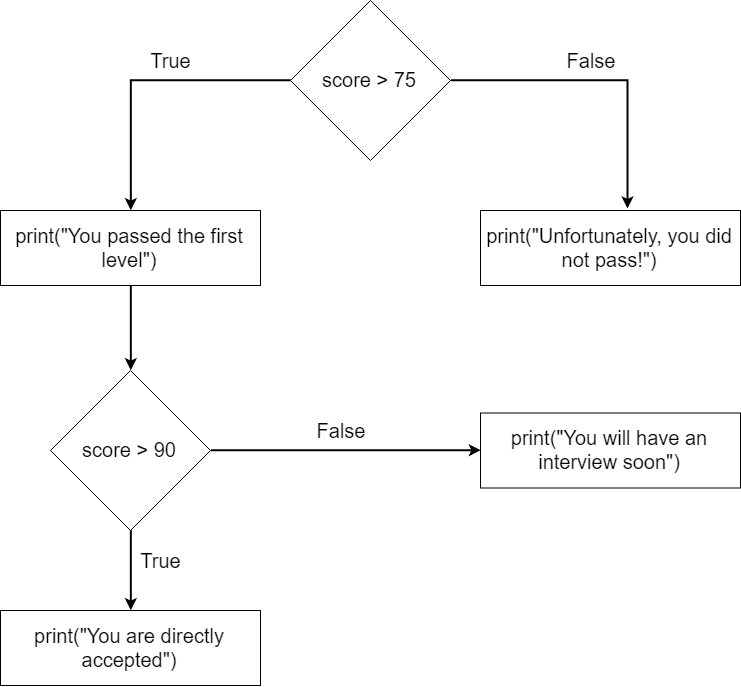 True
score > 75
False
print("You passed the first
level")
print("Unfortunately, you did
not pass!")
score > 90
False
print("You will have an
interview soon")
True
print("You are directly
accepted")